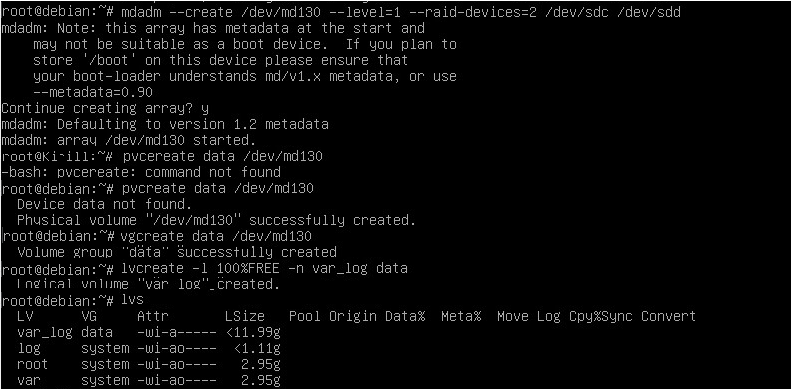 root@debian:~# mdadm --create /dev/md130 --level=1 --raid-devices=2 /dev/sdc /dev/sdd
mdadm: Note: this array has metadata at the start and
    may not be suitable as a boot device.  If you plan to
    store '/boot' on this device please ensure that
    your boot-loader understands md/v1.x metadata, or use
    --metadata=0.90
Continue creating array? y
mdadm: Defaulting to version 1.2 metadata
mdadm: array /dev/md130 started.
root@Kirill:~# pvcereate data /dev/md130
-bash: pvcereate: command not found
root@debian:~# pvcreate data /dev/md130
  Device data not found.
  Physical volume "/dev/md130" successfully created.
root@debian:~# vgcreate data /dev/md130
  Volume group "data" successfully created
root@debian:~# lvcreate -l 100%FREE -n var_log data
  Logical volume "var_log" created.
root@debian:~# lvs
  LV      VG     Attr       LSize   Pool Origin Data%  Meta%  Move Log Cpy%Sync Convert
  var_log data   -wi-a----- <11.99g
  log     system -wi-ao----  <1.11g
  root    system -wi-ao----   2.95g
  var     system -wi-ao----   2.95g